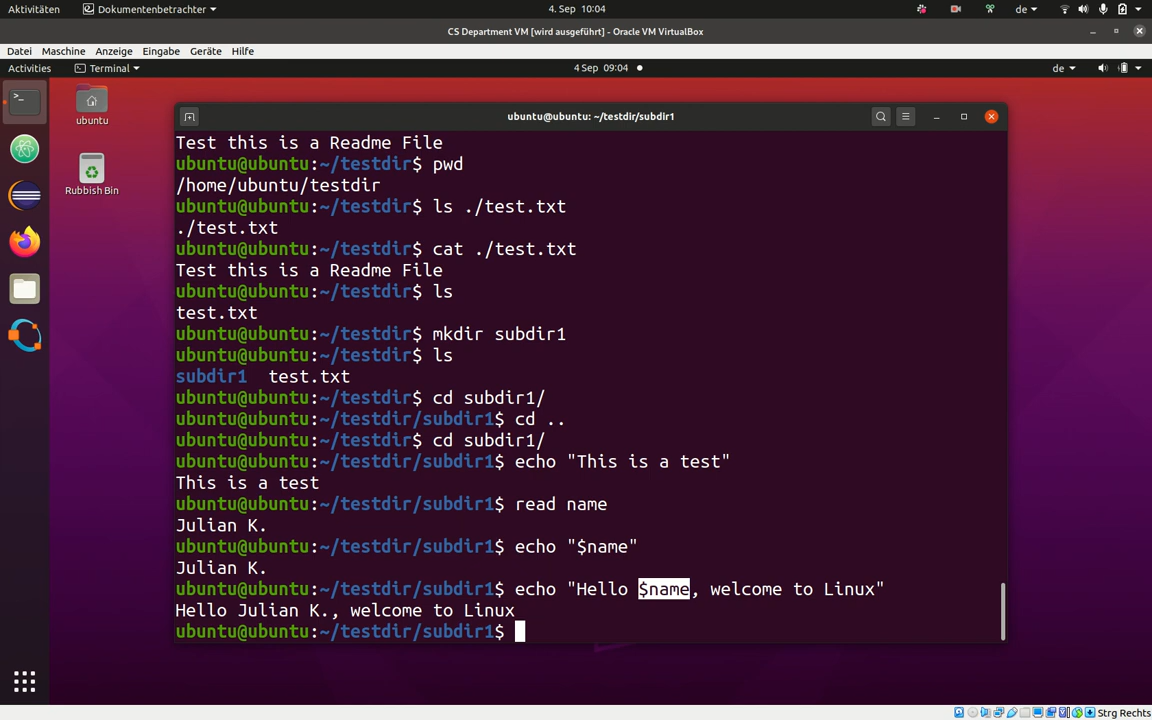 Aktivitäten Dokumentenbetrachter 4. Sep 10:04 de
CS Department VM [wird ausgeführt] - Oracle VM VirtualBox
Datei Maschine Anzeige Eingabe Geräte Hilfe
Activities Terminal 4 Sep 09:04 de
ubuntu
Rubbish Bin
ubuntu@ubuntu: ~/testdir/subdir1
Test this is a Readme File
ubuntu@ubuntu:~/testdir$ pwd
/home/ubuntu/testdir
ubuntu@ubuntu:~/testdir$ ls ./test.txt
./test.txt
ubuntu@ubuntu:~/testdir$ cat ./test.txt
Test this is a Readme File
ubuntu@ubuntu:~/testdir$ ls
test.txt
ubuntu@ubuntu:~/testdir$ mkdir subdir1
ubuntu@ubuntu:~/testdir$ ls
subdir1 test.txt
ubuntu@ubuntu:~/testdir$ cd subdir1/
ubuntu@ubuntu:~/testdir/subdir1$ cd ..
ubuntu@ubuntu:~/testdir$ cd subdir1/
ubuntu@ubuntu:~/testdir/subdir1$ echo "This is a test"
This is a test
ubuntu@ubuntu:~/testdir/subdir1$ read name
Julian K.
ubuntu@ubuntu:~/testdir/subdir1$ echo "$name"
Julian K.
ubuntu@ubuntu:~/testdir/subdir1$ echo "Hello $name, welcome to Linux"
Hello Julian K., welcome to Linux
ubuntu@ubuntu:~/testdir/subdir1$
Strg Rechts